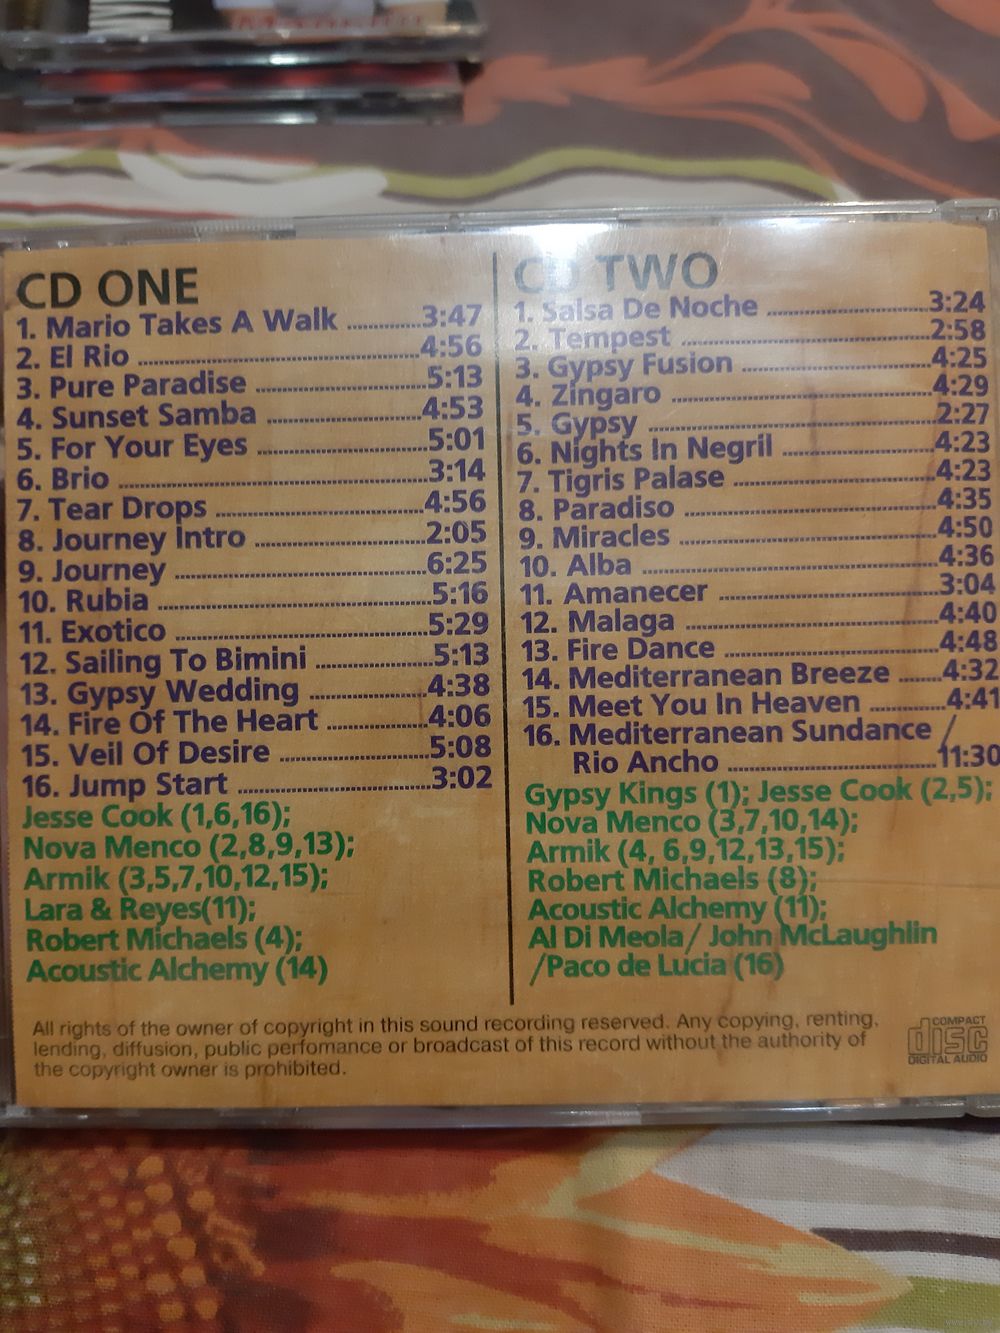 CD ONE
1. Mario Takes A Walk ............3:47
2. El Rio ............4:56
3. Pure Paradise ............5:13
4. Sunset Samba ............4:53
5. For Your Eyes ............5:01
6. Brio ............3:14
7. Tear Drops ............4:56
8. Journey Intro ............2:05
9. Journey ............6:25
10. Rubia ............5:16
11. Exotico ............5:29
12. Sailing To Bimini ............5:13
13. Gypsy Wedding ............4:38
14. Fire Of The Heart ............4:06
15. Veil Of Desire ............5:08
16. Jump Start ............3:02
Jesse Cook (1,6,16);
Nova Menco (2,8,9,13);
Armik (3,5,7,10,12,15);
Lara & Reyes(11);
Robert Michaels (4);
Acoustic Alchemy (14)
CD TWO
1. Salsa De Noche ............3:24
2. Tempest ............2:58
3. Gypsy Fusion ............4:25
4. Zingaro ............4:29
5. Gypsy ............2:27
6. Nights In Negril ............4:23
7. Tigris Palase ............4:23
8. Paradiso ............4:35
9. Miracles ............4:50
10. Alba ............4:36
11. Amanecer ............3:04
12. Malaga ............4:40
13. Fire Dance ............4:48
14. Mediterranean Breeze ......4:32
15. Meet You In Heaven ..........4:41
16. Mediterranean Sundance /
Rio Ancho ............11:30
Gypsy Kings (1); Jesse Cook (2,5);
Nova Menco (3,7,10,14);
Armik (4, 6,9,12,13,15);
Robert Michaels (8);
Acoustic Alchemy (11);
Al Di Meola/ John McLaughlin
/Paco de Lucia (16)
All rights of the owner of copyright in this sound recording reserved. Any copying, renting,
lending, diffusion, public perfomance or broadcast of this record without the authority of
the copyright owner is prohibited.
COMPACT
disc
DIGITAL AUDIO